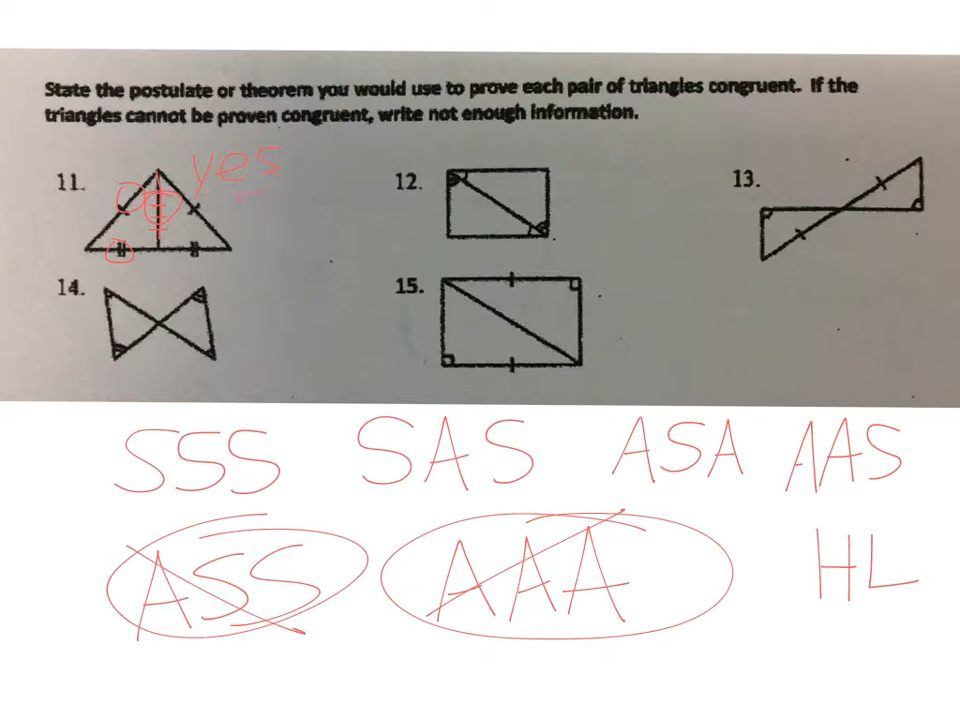 State the postulate or theorem you would use to prove each pair of triangles congruent. If the
triangles cannot be proven congruent, write not enough information.
11. yes 12. 13.
14. 15.
SSS SAS ASA AAS
ASS AAA HL